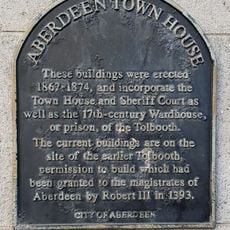 ABERDEEN TOWN HOUSE
These buildings were erected
1867-1874, and incorporate the
Town House and Sheriff Court as
well as the 17th-century Wardhouse,
or prison, of the Tolbooth.
The current buildings are on the
site of the earlier Tolbooth,
permission to build which had
been granted to the magistrates of
Aberdeen by Robert III in 1393.
CITY OF ABERDEEN